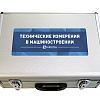 ТЕХНИЧЕСКИЕ ИЗМЕРЕНИЯ
В МАШИНОСТРОЕНИИ